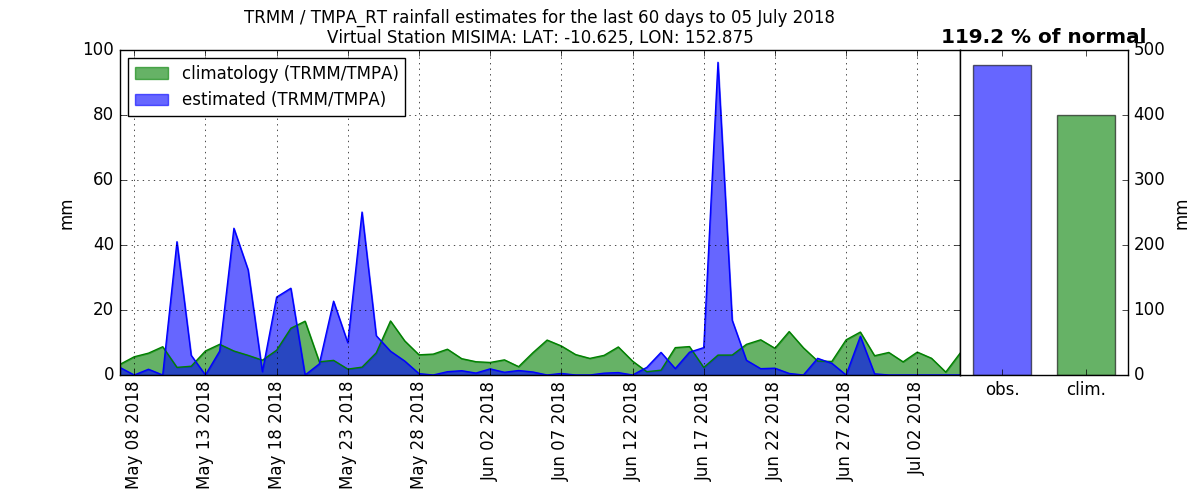 TRMM / TMPA_RT rainfall estimates for the last 60 days to 05 July 2018
Virtual Station MISIMA: LAT: -10.625, LON: 152.875
119.2 % of normal
climatology (TRMM/TMPA)
estimated (TRMM/TMPA)
mm
100
80
60
40
20
0
May 08 2018
May 13 2018
May 18 2018
May 23 2018
May 28 2018
Jun 02 2018
Jun 07 2018
Jun 12 2018
Jun 17 2018
Jun 22 2018
Jun 27 2018
Jul 02 2018
obs.
clim.
500
400
300
200
100
0
mm